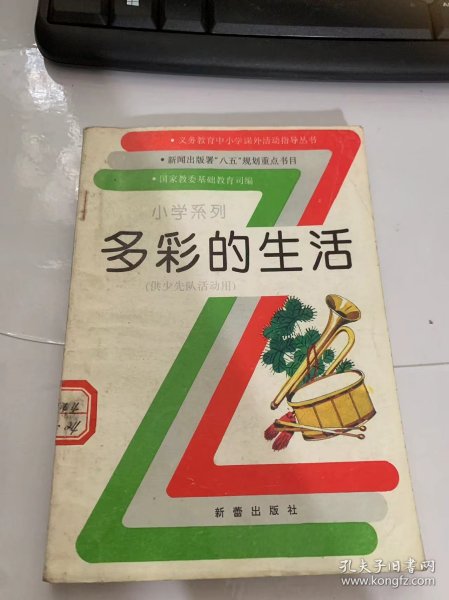 ·义务教育中小学课外活动指导丛书
·新闻出版署“八五”规划重点书目
·国家教委基础教育司编
小学系列
多彩的生活
(供少先队活动用)
新蕾出版社
孔夫子旧书网
www.kongfz.com